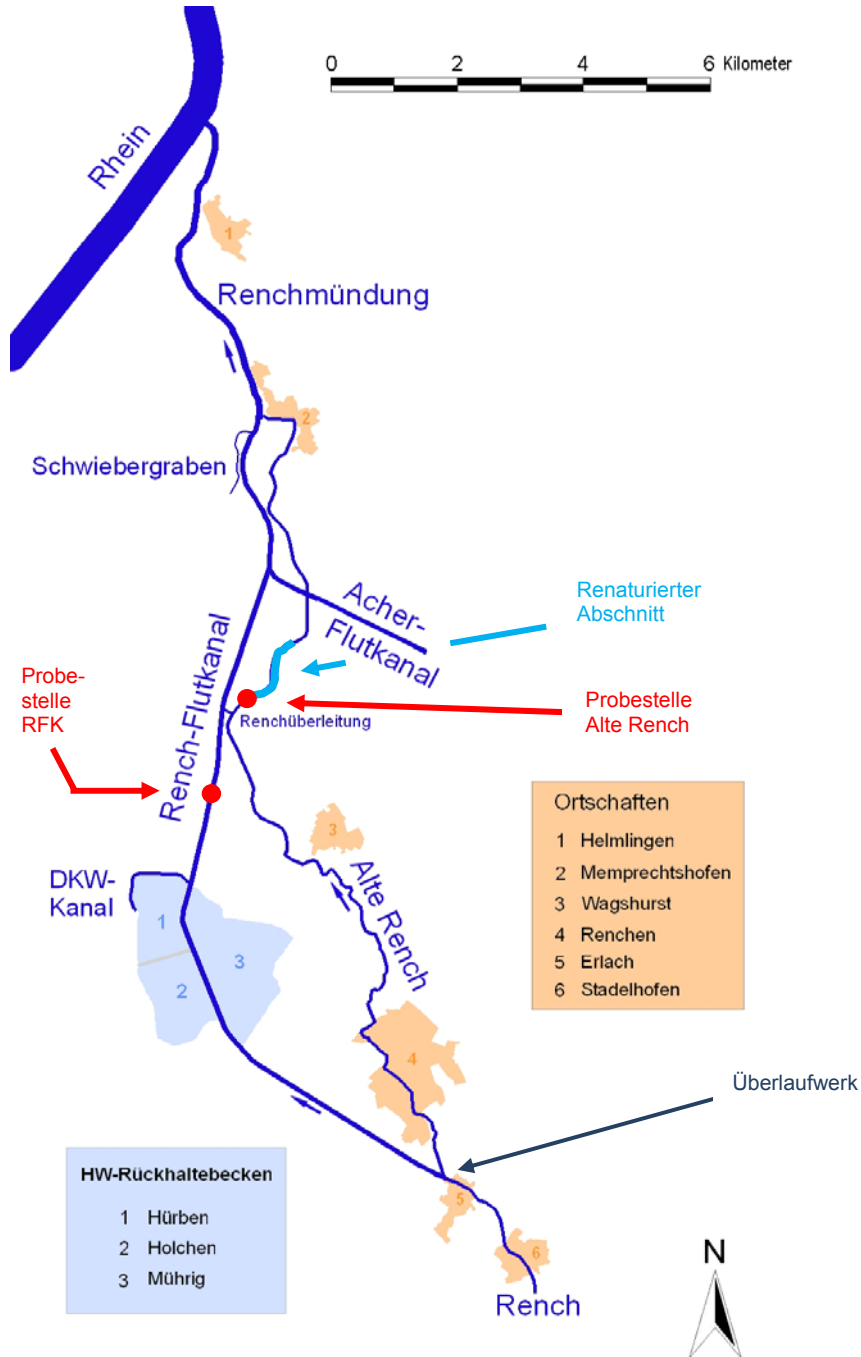 0 2 4 6 Kilometer
Rhein
1
Renchmündung
2
Schwiebergraben
Acher-
Flutkanal
Renaturierter
Abschnitt
Rench-Flutkanal
Probe-
stelle
RFK
Renchüberleitung
Probestelle
Alte Rench
3
Alte Rench
DKW-
Kanal
1
2
3
Ortschaften
1 Helmlingen
2 Memprechtshofen
3 Wagshurst
4 Renchen
5 Erlach
6 Stadelhofen
4
Überlaufwerk
5
6
Rench
HW-Rückhaltebecken
1 Hürben
2 Holchen
3 Mührig
N